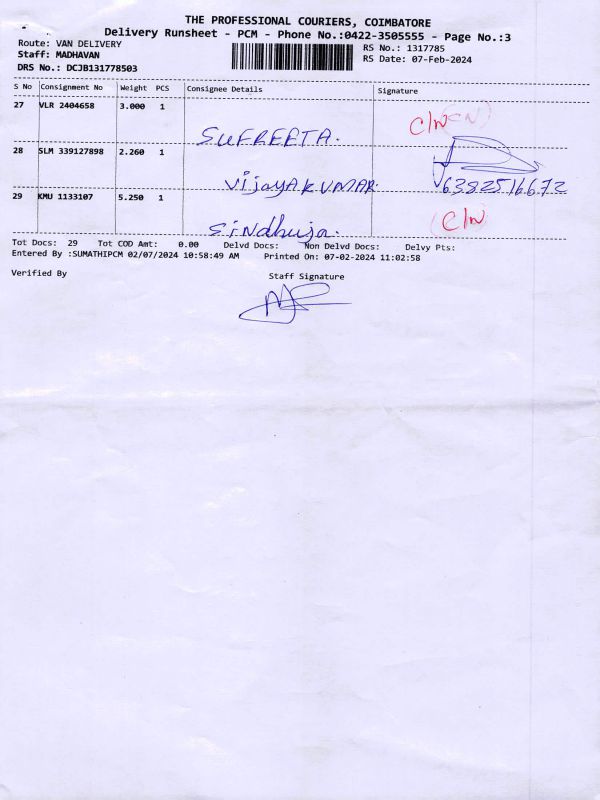 THE PROFESSIONAL COURIERS, COIMBATORE
Delivery Runsheet - PCM - Phone No.:0422-3505555 - Page No.:3
Route: VAN DELIVERY
RS No.: 1317785
Staff: MADHAVAN
RS Date: 07-Feb-2024
DRS No.: DCJB131778503
S No Consignment No Weight PCS Consignee Details Signature
27 VLR 2404658 3.000 1
C/N
SUFREETA.
28 SLM 339127898 2.260 1
VijayAKUMAR 6382516672
29 KMU 1133107 5.250 1
C/N
Sindhuja.
Tot Docs: 29 Tot COD Amt: 0.00 Delvd Docs: Non Delvd Docs: Delvy Pts:
Entered By :SUMATHIPCM 02/07/2024 10:58:49 AM Printed On: 07-02-2024 11:02:58
Verified By Staff Signature